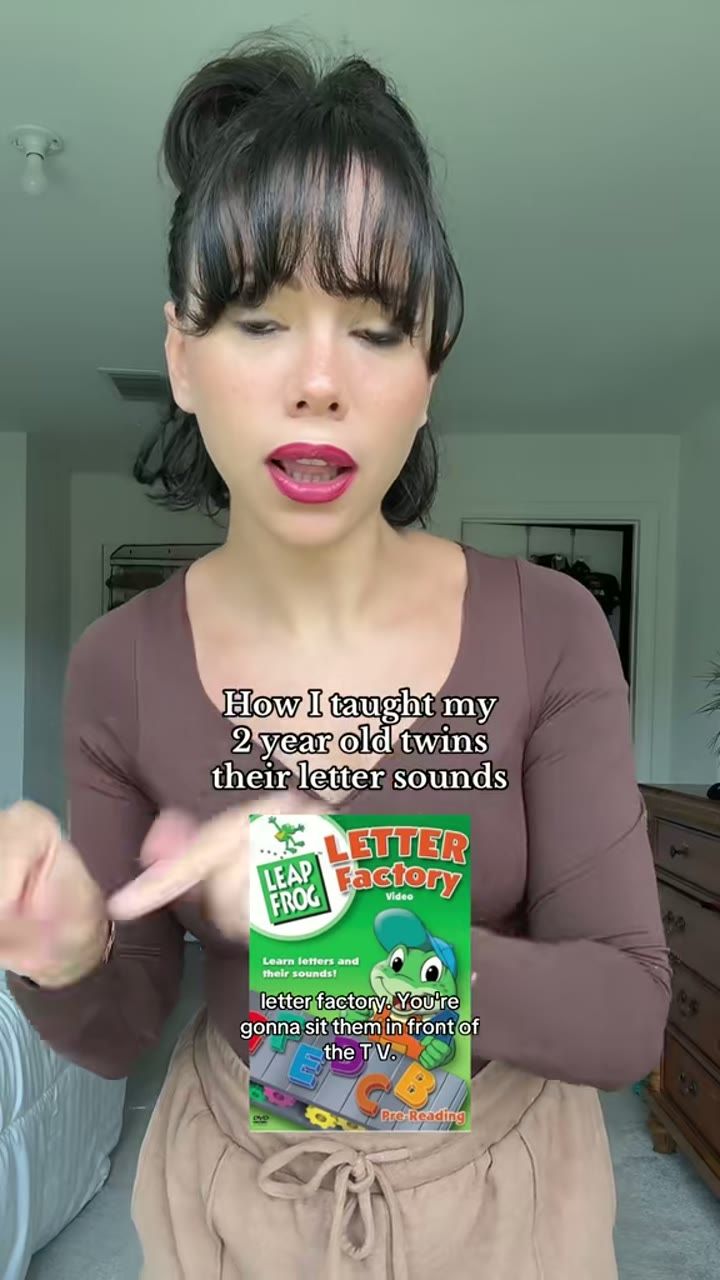 How I taught my
2 year old twins
their letter sounds
LETTER
Factory
Video
LEAP
FROG
Learn letters and
their sounds!
letter factory. You're
gonna sit them in front of
the TV.
E
C
B
DVD
Pre-Reading